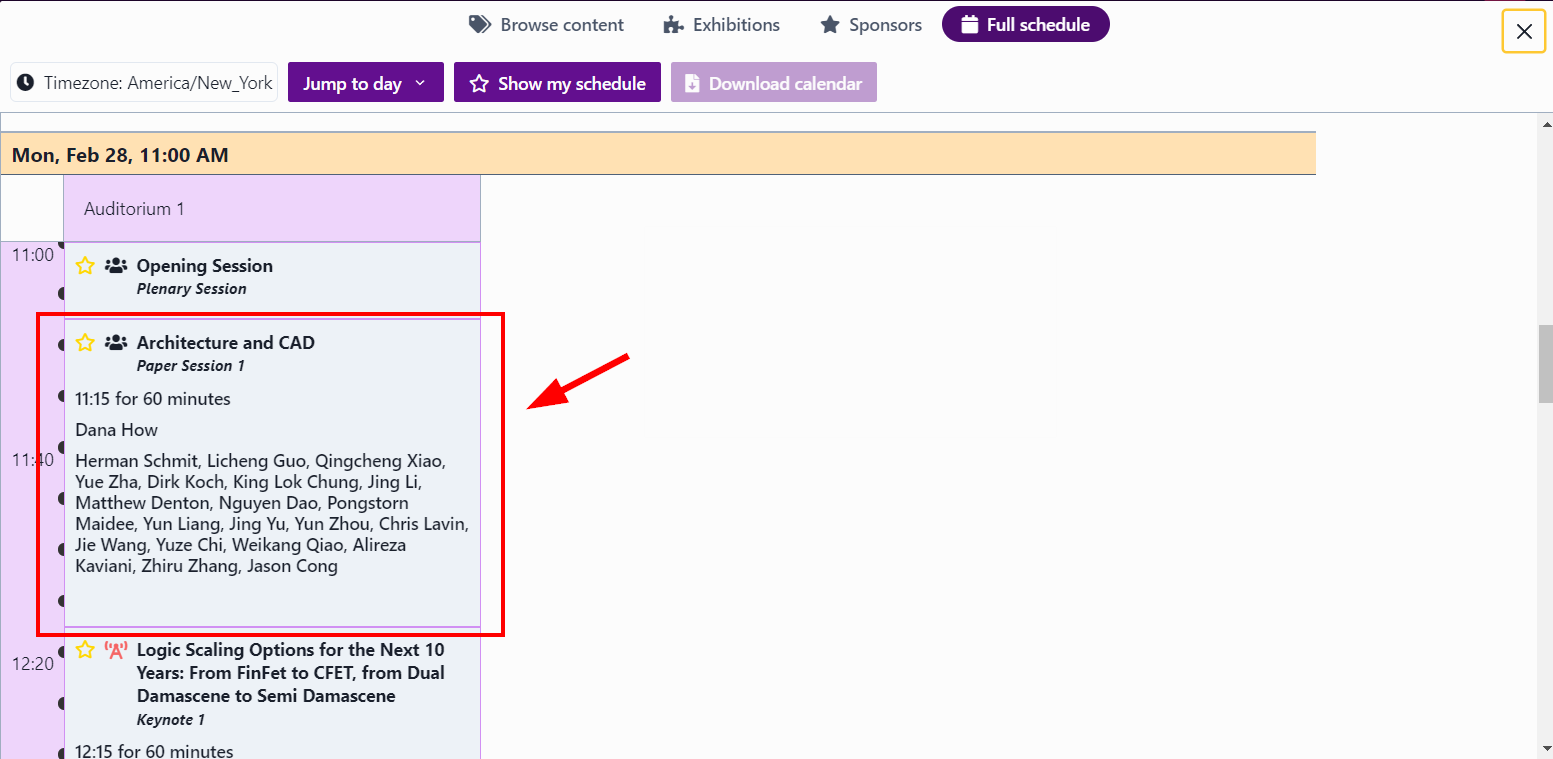 Browse content Exhibitions Sponsors Full schedule
Timezone: America/New_York Jump to day Show my schedule Download calendar
Mon, Feb 28, 11:00 AM
Auditorium 1
11:00
Opening Session
Plenary Session
Architecture and CAD
Paper Session 1
11:15 for 60 minutes
Dana How
11:40
Herman Schmit, Licheng Guo, Qingcheng Xiao,
Yue Zha, Dirk Koch, King Lok Chung, Jing Li,
Matthew Denton, Nguyen Dao, Pongstorn
Maidee, Yun Liang, Jing Yu, Yun Zhou, Chris Lavin,
Jie Wang, Yuze Chi, Weikang Qiao, Alireza
Kaviani, Zhiru Zhang, Jason Cong
12:20
Logic Scaling Options for the Next 10
Years: From FinFet to CFET, from Dual
Damascene to Semi Damascene
Keynote 1
12:15 for 60 minutes